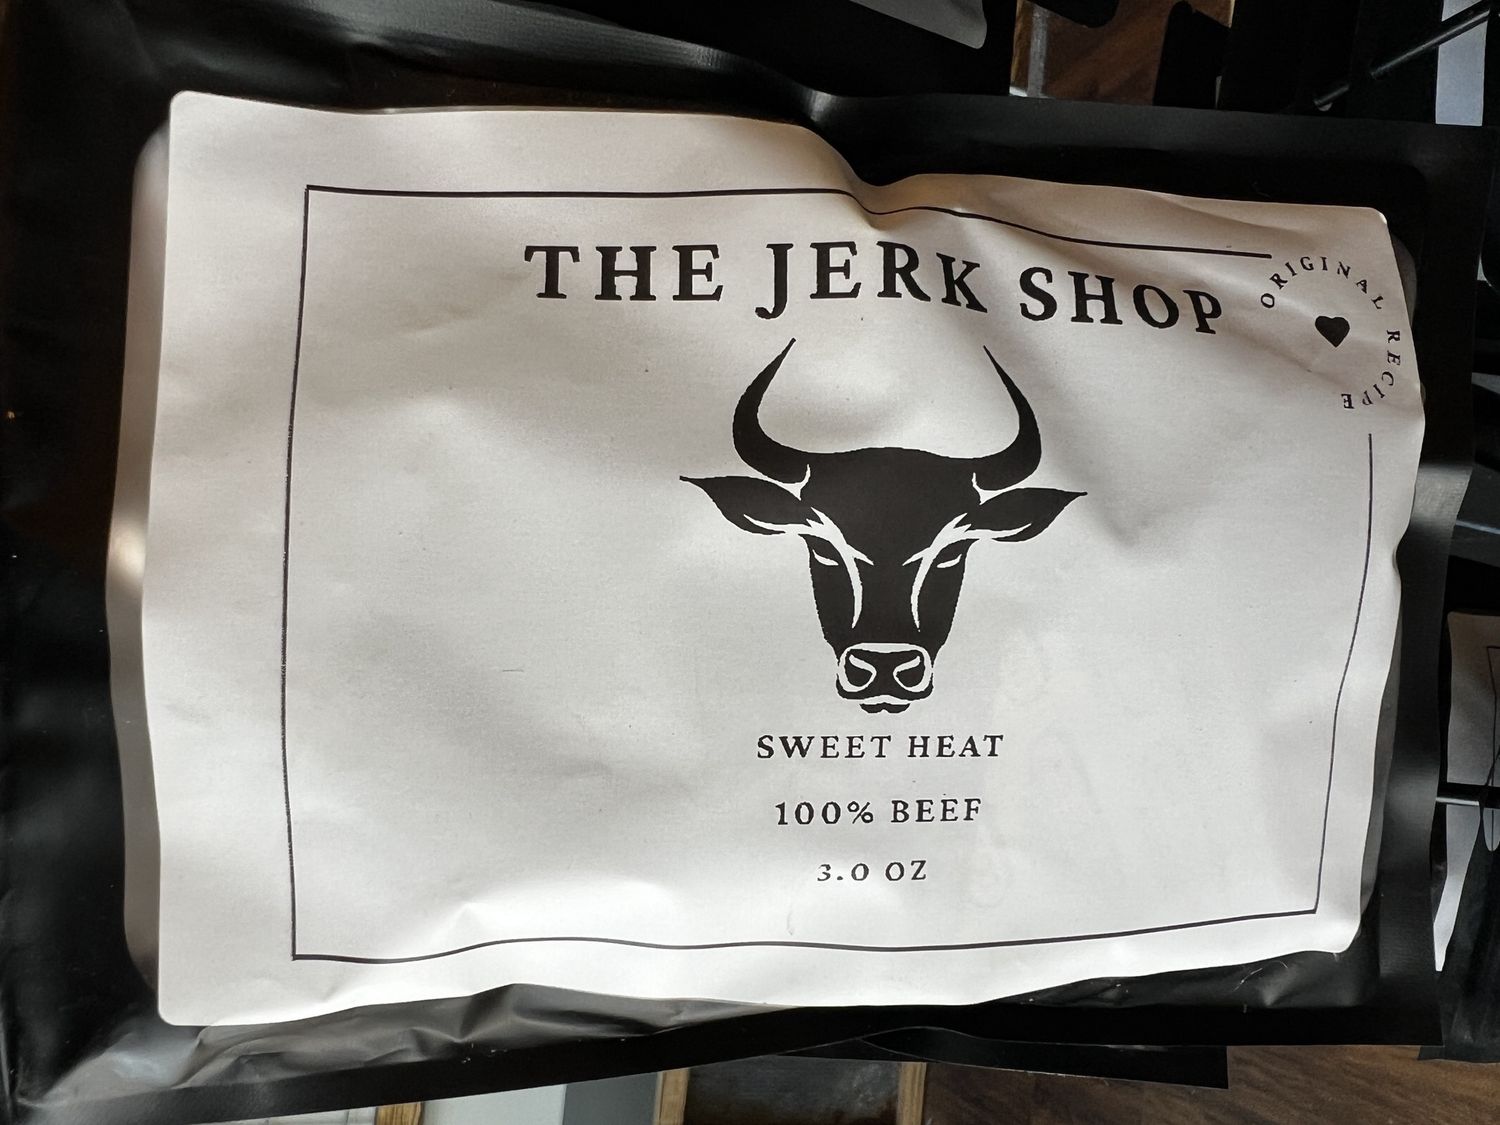 THE JERK SHOP
ORIGINAL RECIPE
SWEET HEAT
100% BEEF
3.0 OZ